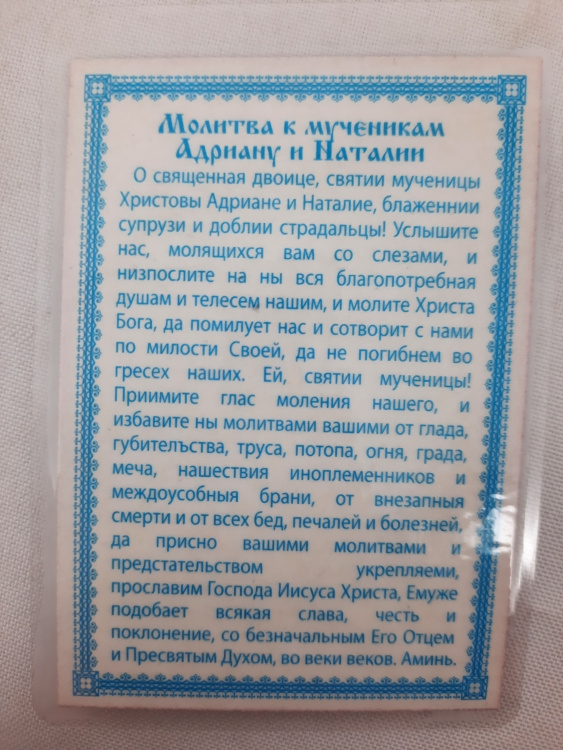 Молитва к мученикам
Адриану и Наталии
О священная двоице, святии мученицы
Христовы Адриане и Наталие, блаженнии
супрузи и доблии страдальцы! Услышите
нас, молящихся вам со слезами, и
низпослите на ны вся благопотребная
душам и телесем нашим, и молите Христа
Бога, да помилует нас и сотворит с нами
по милости Своей, да не погибнем во
гресех наших. Ей, святии мученицы!
Приимите глас моления нашего, и
избавите ны молитвами вашими от глада,
губителъства, труса, потопа, огня, града,
меча, нашествия иноплеменников и
междоусобныя брани, от внезапныя
смерти и от всех бед, печалей и болезней,
да присно вашими молитвами и
предстательством укрепляеми,
прославим Господа Иисуса Христа, Емуже
подобает всякая слава, честь и
поклонение, со безначальным Его Отцем
и Пресвятым Духом, во веки веков. Аминь.